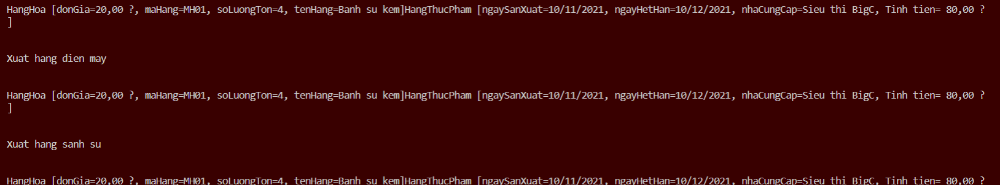 HangHoa [donGia=20,00 ?, maHang=MH01, soLuongTon=4, tenHang=Banh su kem]HangThucPham [ngaySanXuat=10/11/2021, ngayHetHan=10/12/2021, nhaCungCap=Sieu thi BigC, Tinh tien= 80,00 ?
]
Xuat hang dien may
HangHoa [donGia=20,00 ?, maHang=MH01, soLuongTon=4, tenHang=Banh su kem]HangThucPham [ngaySanXuat=10/11/2021, ngayHetHan=10/12/2021, nhaCungCap=Sieu thi BigC, Tinh tien= 80,00 ?
]
Xuat hang sanh su
HangHoa [donGia=20,00 ?, maHang=MH01, soLuongTon=4, tenHang=Banh su kem]HangThucPham [ngaySanXuat=10/11/2021, ngayHetHan=10/12/2021, nhaCungCap=Sieu thi BigC, Tinh tien= 80,00 ?